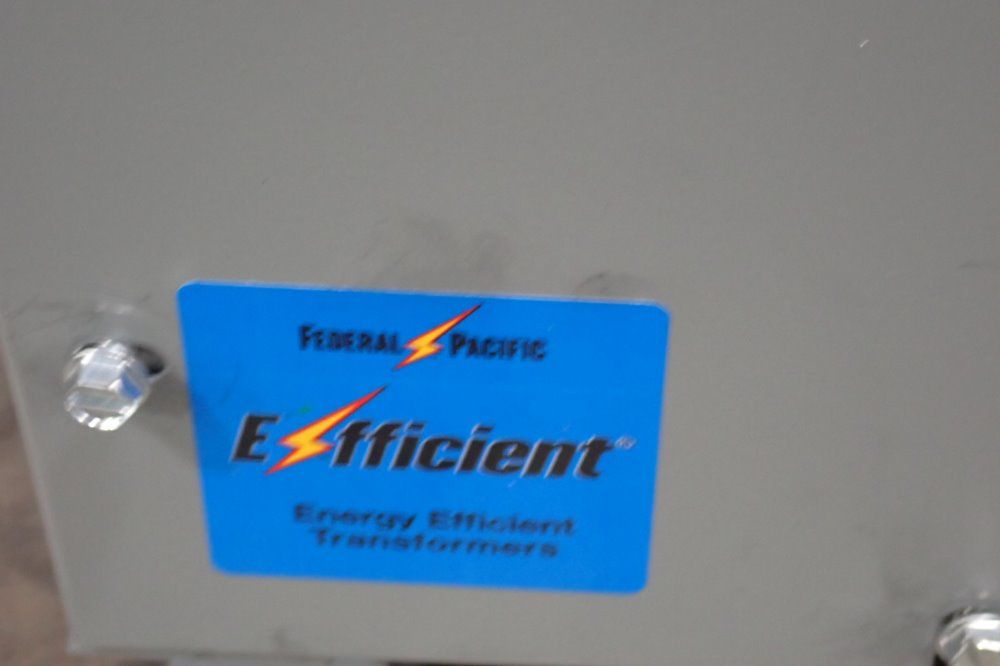 FEDERAL PACIFIC
Efficient®
Energy Efficient
Transformers